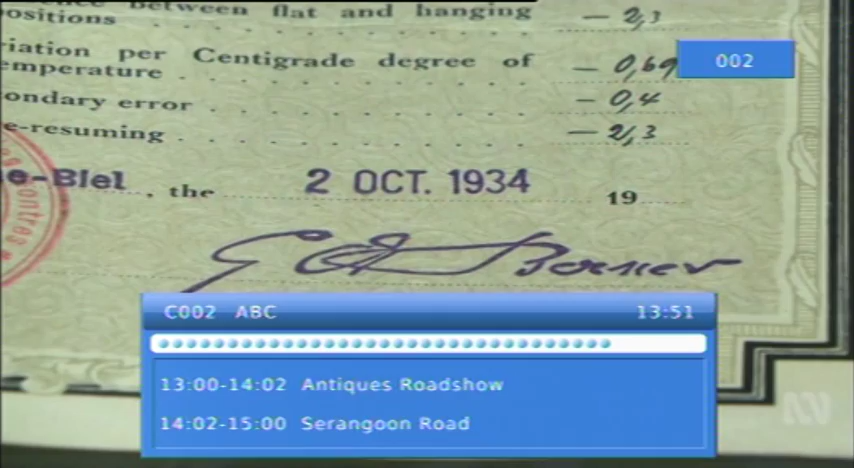 between flat and hanging
ositions
— 2,3
riation per Centigrade degree of
emperature
— 0,69
002
ondary error
— 0,4
e-resuming
— 2,3
e-Biel, the 2 OCT. 1934 19
C002 ABC 13:51
13:00-14:02 Antiques Roadshow
14:02-15:00 Serangoon Road